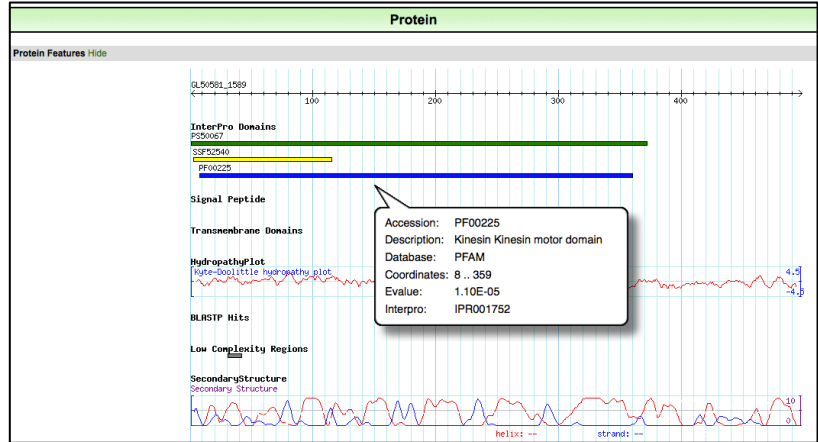 Protein
Protein Features Hide
GL50581_1589
100 200 300 400
InterPro Domains
PS50067
SSF52540
PF00225
Signal Peptide
Transmembrane Domains
HydropathyPlot
Kyte-Doolittle hydropathy plot
4.5
-4.5
BLASTP Hits
Low Complexity Regions
SecondaryStructure
Secondary Structure
10
0
helix: -- strand: --
Accession: PF00225
Description: Kinesin Kinesin motor domain
Database: PFAM
Coordinates: 8 .. 359
Evalue: 1.10E-05
Interpro: IPR001752